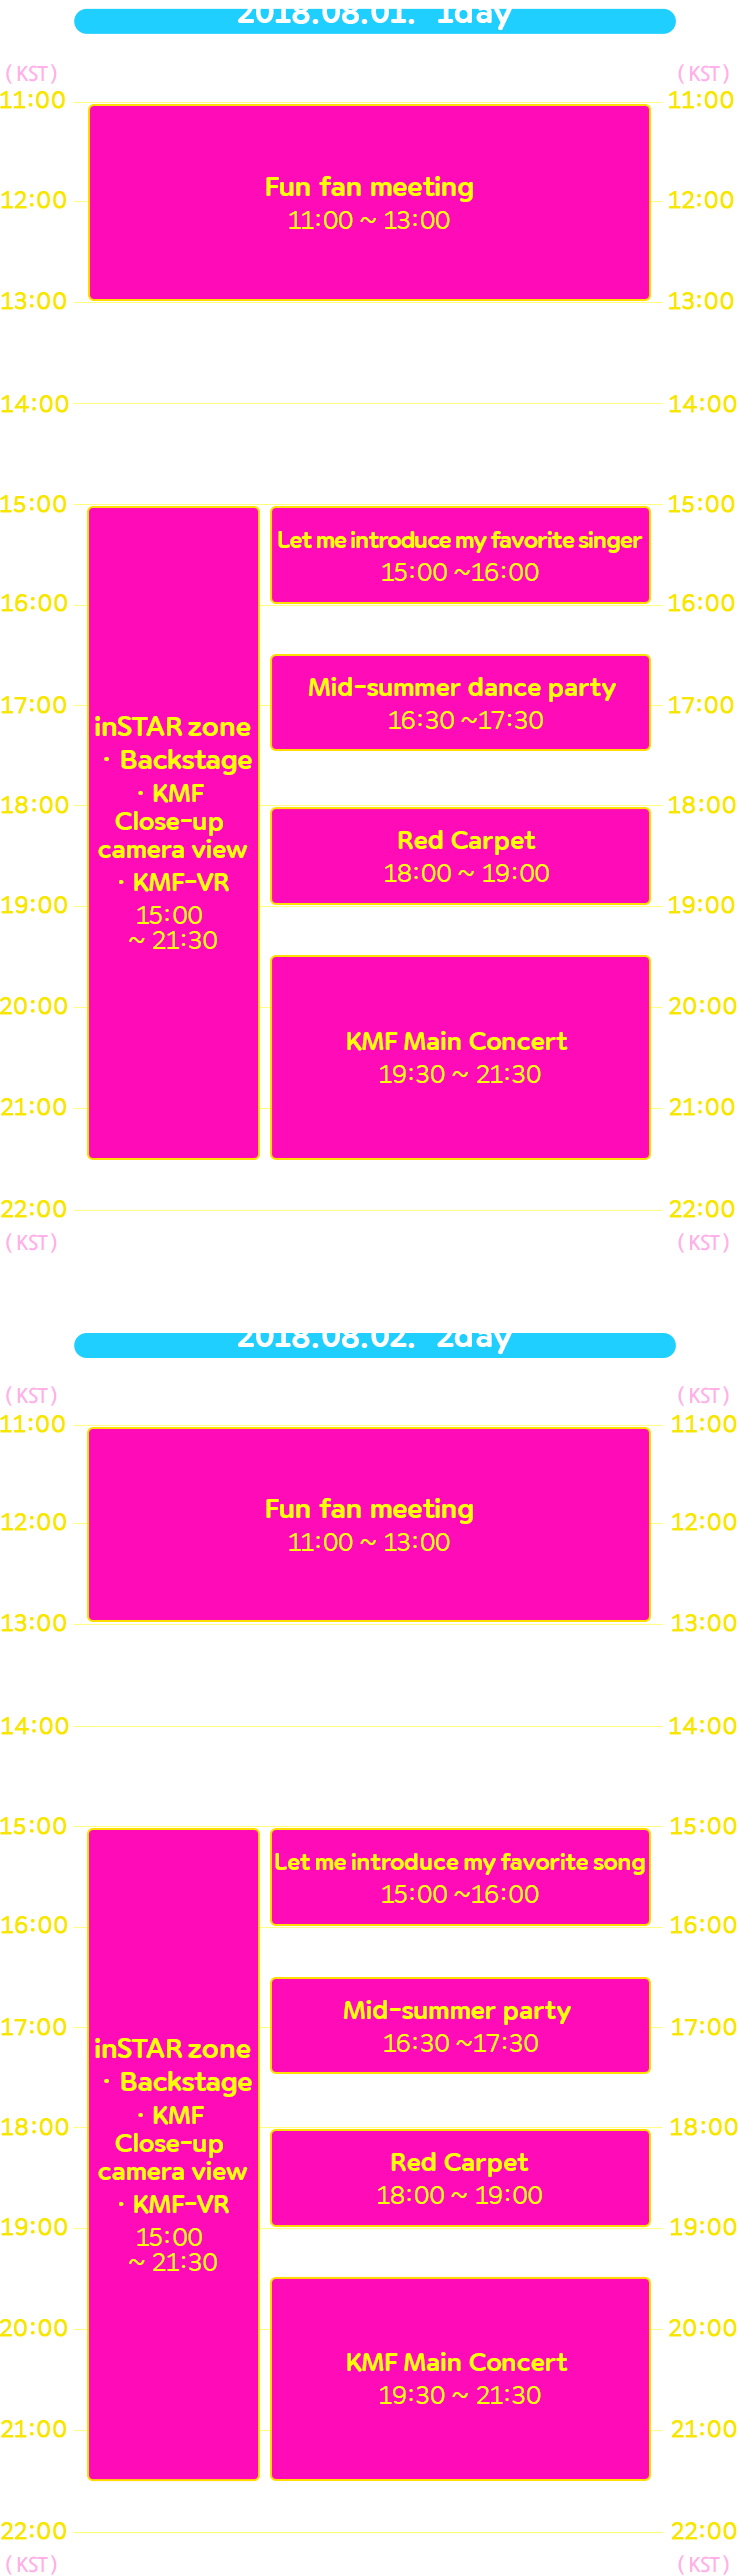 2018.08.01. 1day
(KST) (KST)
11:00 11:00
Fun fan meeting
12:00 12:00
11:00 ~ 13:00
13:00 13:00
14:00 14:00
15:00 15:00
Let me introduce my favorite singer
15:00 ~16:00
16:00 16:00
Mid-summer dance party
17:00 17:00
16:30 ~17:30
inSTAR zone
· Backstage
· KMF
18:00 18:00
Close-up
camera view
· KMF-VR
15:00
~ 21:30
Red Carpet
18:00 ~ 19:00
19:00 19:00
20:00 20:00
KMF Main Concert
19:30 ~ 21:30
21:00 21:00
22:00 22:00
(KST) (KST)
2018.08.02. 2day
(KST) (KST)
11:00 11:00
Fun fan meeting
12:00 12:00
11:00 ~ 13:00
13:00 13:00
14:00 14:00
15:00 15:00
Let me introduce my favorite song
15:00 ~16:00
16:00 16:00
Mid-summer party
17:00 17:00
16:30 ~17:30
inSTAR zone
· Backstage
· KMF
18:00 18:00
Close-up
camera view
· KMF-VR
15:00
~ 21:30
Red Carpet
18:00 ~ 19:00
19:00 19:00
20:00 20:00
KMF Main Concert
19:30 ~ 21:30
21:00 21:00
22:00 22:00
(KST) (KST)